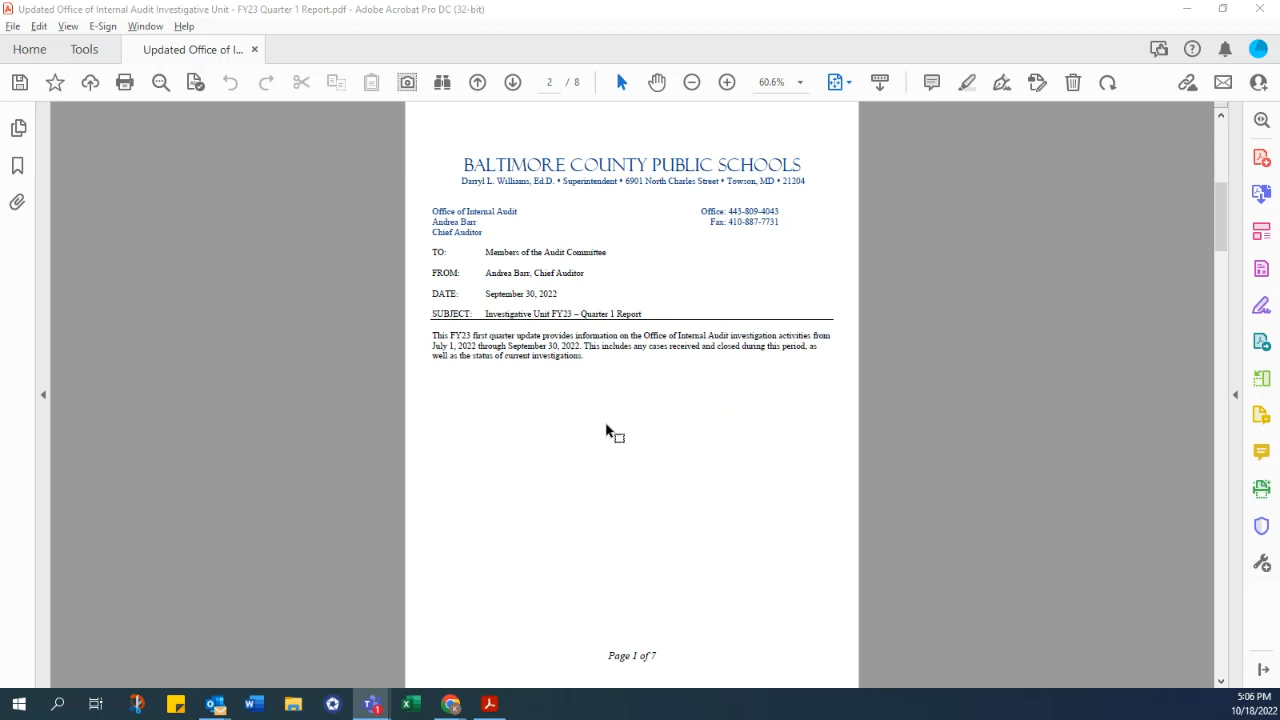 Updated Office of Internal Audit Investigative Unit - FY23 Quarter 1 Report.pdf - Adobe Acrobat Pro DC (32-bit)
File Edit View E-Sign Window Help
Home Tools Updated Office of I... ×
2 / 8 60.6%
BALTIMORE COUNTY PUBLIC SCHOOLS
Darryl L. Williams, Ed.D. • Superintendent • 6901 North Charles Street • Towson, MD • 21204
Office of Internal Audit Office: 443-809-4043
Andrea Barr Fax: 410-887-7731
Chief Auditor
TO: Members of the Audit Committee
FROM: Andrea Barr, Chief Auditor
DATE: September 30, 2022
SUBJECT: Investigative Unit FY23 – Quarter 1 Report
This FY23 first quarter update provides information on the Office of Internal Audit investigation activities from
July 1, 2022 through September 30, 2022. This includes any cases received and closed during this period, as
well as the status of current investigations.
Page 1 of 7
5:06 PM
10/18/2022